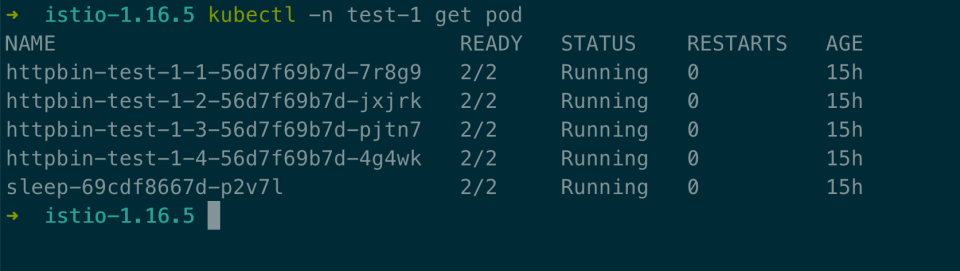 → istio-1.16.5 kubectl -n test-1 get pod
NAME READY STATUS RESTARTS AGE
httpbin-test-1-1-56d7f69b7d-7r8g9 2/2 Running 0 15h
httpbin-test-1-2-56d7f69b7d-jxjrk 2/2 Running 0 15h
httpbin-test-1-3-56d7f69b7d-pjtn7 2/2 Running 0 15h
httpbin-test-1-4-56d7f69b7d-4g4wk 2/2 Running 0 15h
sleep-69cdf8667d-p2v7l 2/2 Running 0 15h
→ istio-1.16.5